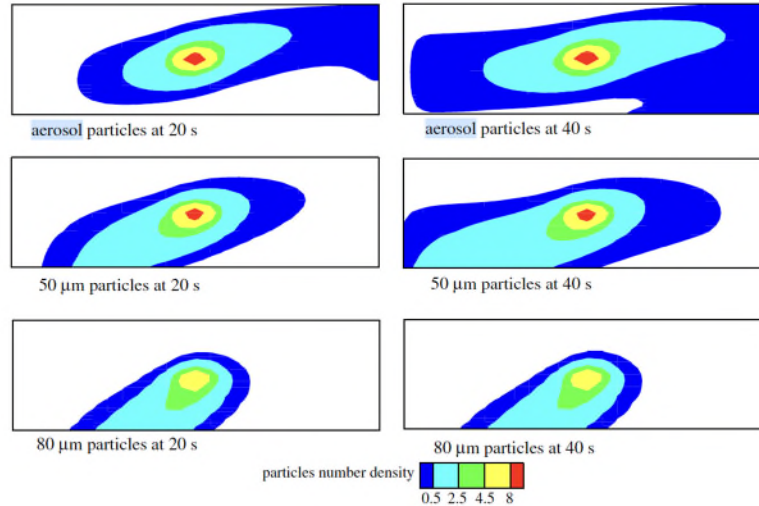 aerosol particles at 20 s
aerosol particles at 40 s
50 μm particles at 20 s
50 μm particles at 40 s
80 μm particles at 20 s
80 μm particles at 40 s
particles number density
0.5 2.5 4.5 8